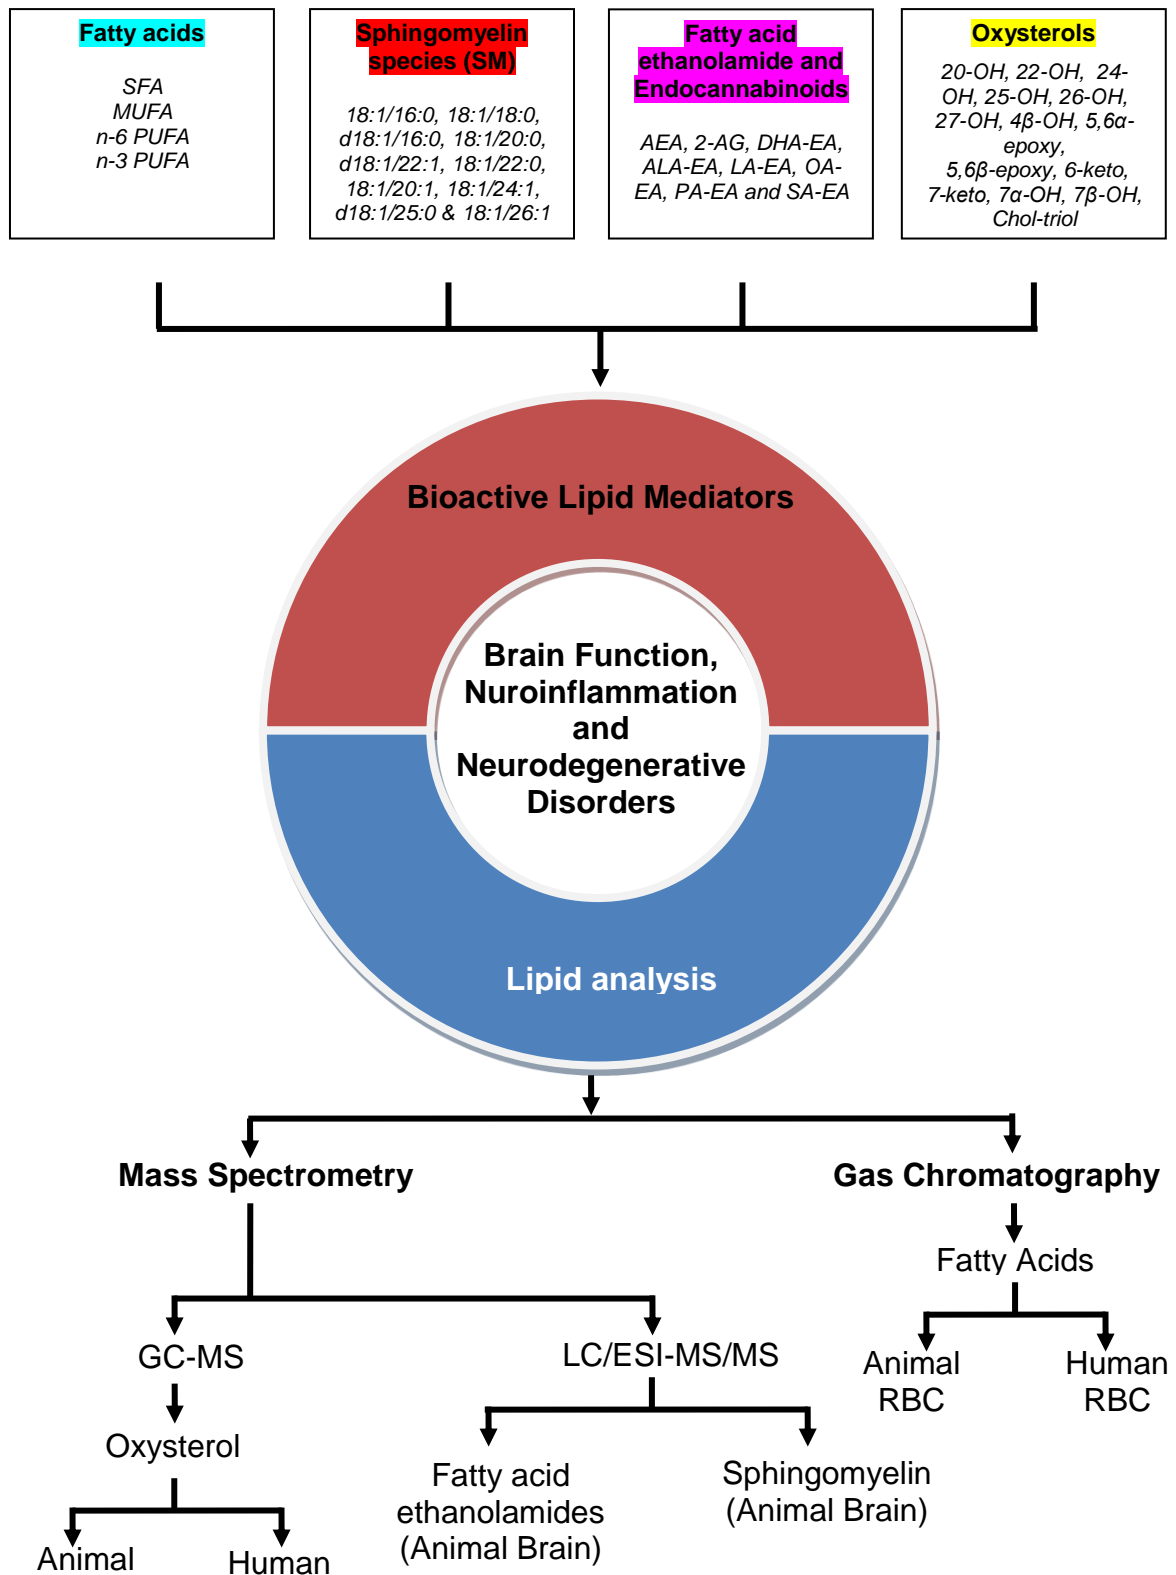 Fatty acids
SFA
MUFA
n-6 PUFA
n-3 PUFA
Sphingomyelin
species (SM)
18:1/16:0, 18:1/18:0,
d18:1/16:0, 18:1/20:0,
d18:1/22:1, 18:1/22:0,
18:1/20:1, 18:1/24:1,
d18:1/25:0 & 18:1/26:1
Fatty acid
ethanolamide and
Endocannabinoids
AEA, 2-AG, DHA-EA,
ALA-EA, LA-EA, OA-
EA, PA-EA and SA-EA
Oxysterols
20-OH, 22-OH, 24-
OH, 25-OH, 26-OH,
27-OH, 4β-OH, 5,6α-
epoxy,
5,6β-epoxy, 6-keto,
7-keto, 7α-OH, 7β-OH,
Chol-triol
Bioactive Lipid Mediators
Brain Function,
Nuroinflammation
and
Neurodegenerative
Disorders
Lipid analysis
Mass Spectrometry
Gas Chromatography
Fatty Acids
Animal
RBC
Human
RBC
GC-MS
LC/ESI-MS/MS
Oxysterol
Fatty acid
ethanolamides
(Animal Brain)
Sphingomyelin
(Animal Brain)
Animal
Human